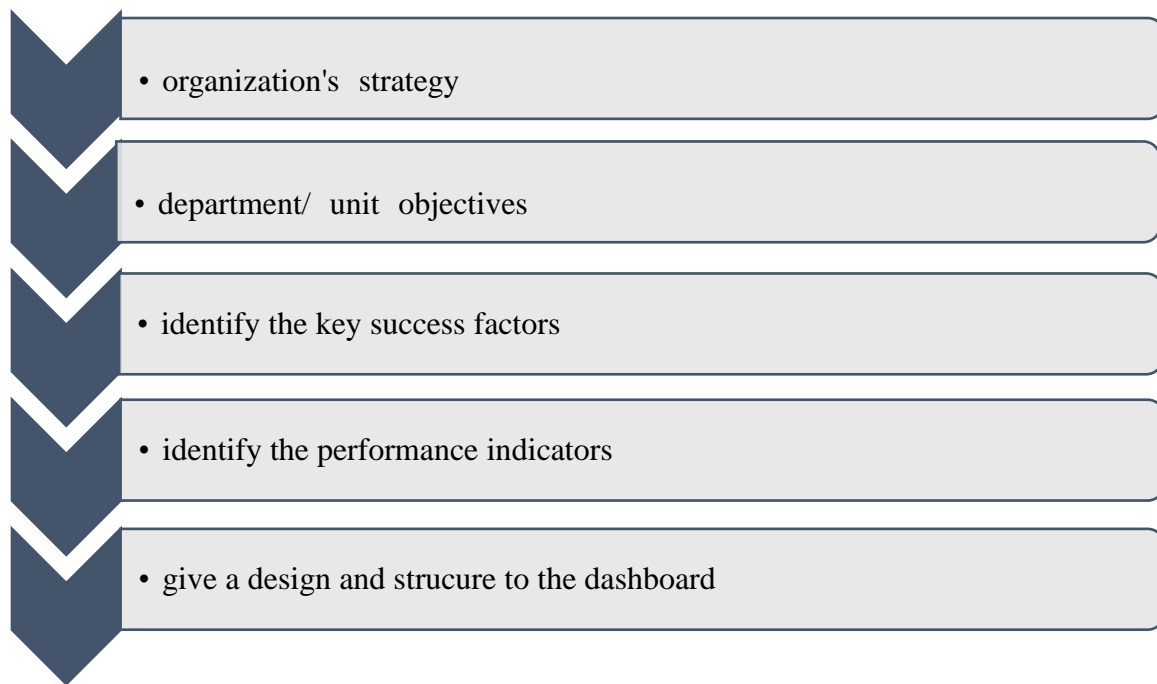 • organization's strategy
• department/ unit objectives
• identify the key success factors
• identify the performance indicators
• give a design and strucure to the dashboard